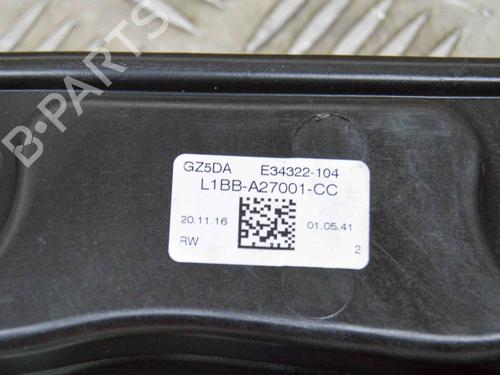 B-PARTS
GZ5DA E34322-104
L1BB-A27001-CC
20.11.16 01.05.41
RW 2